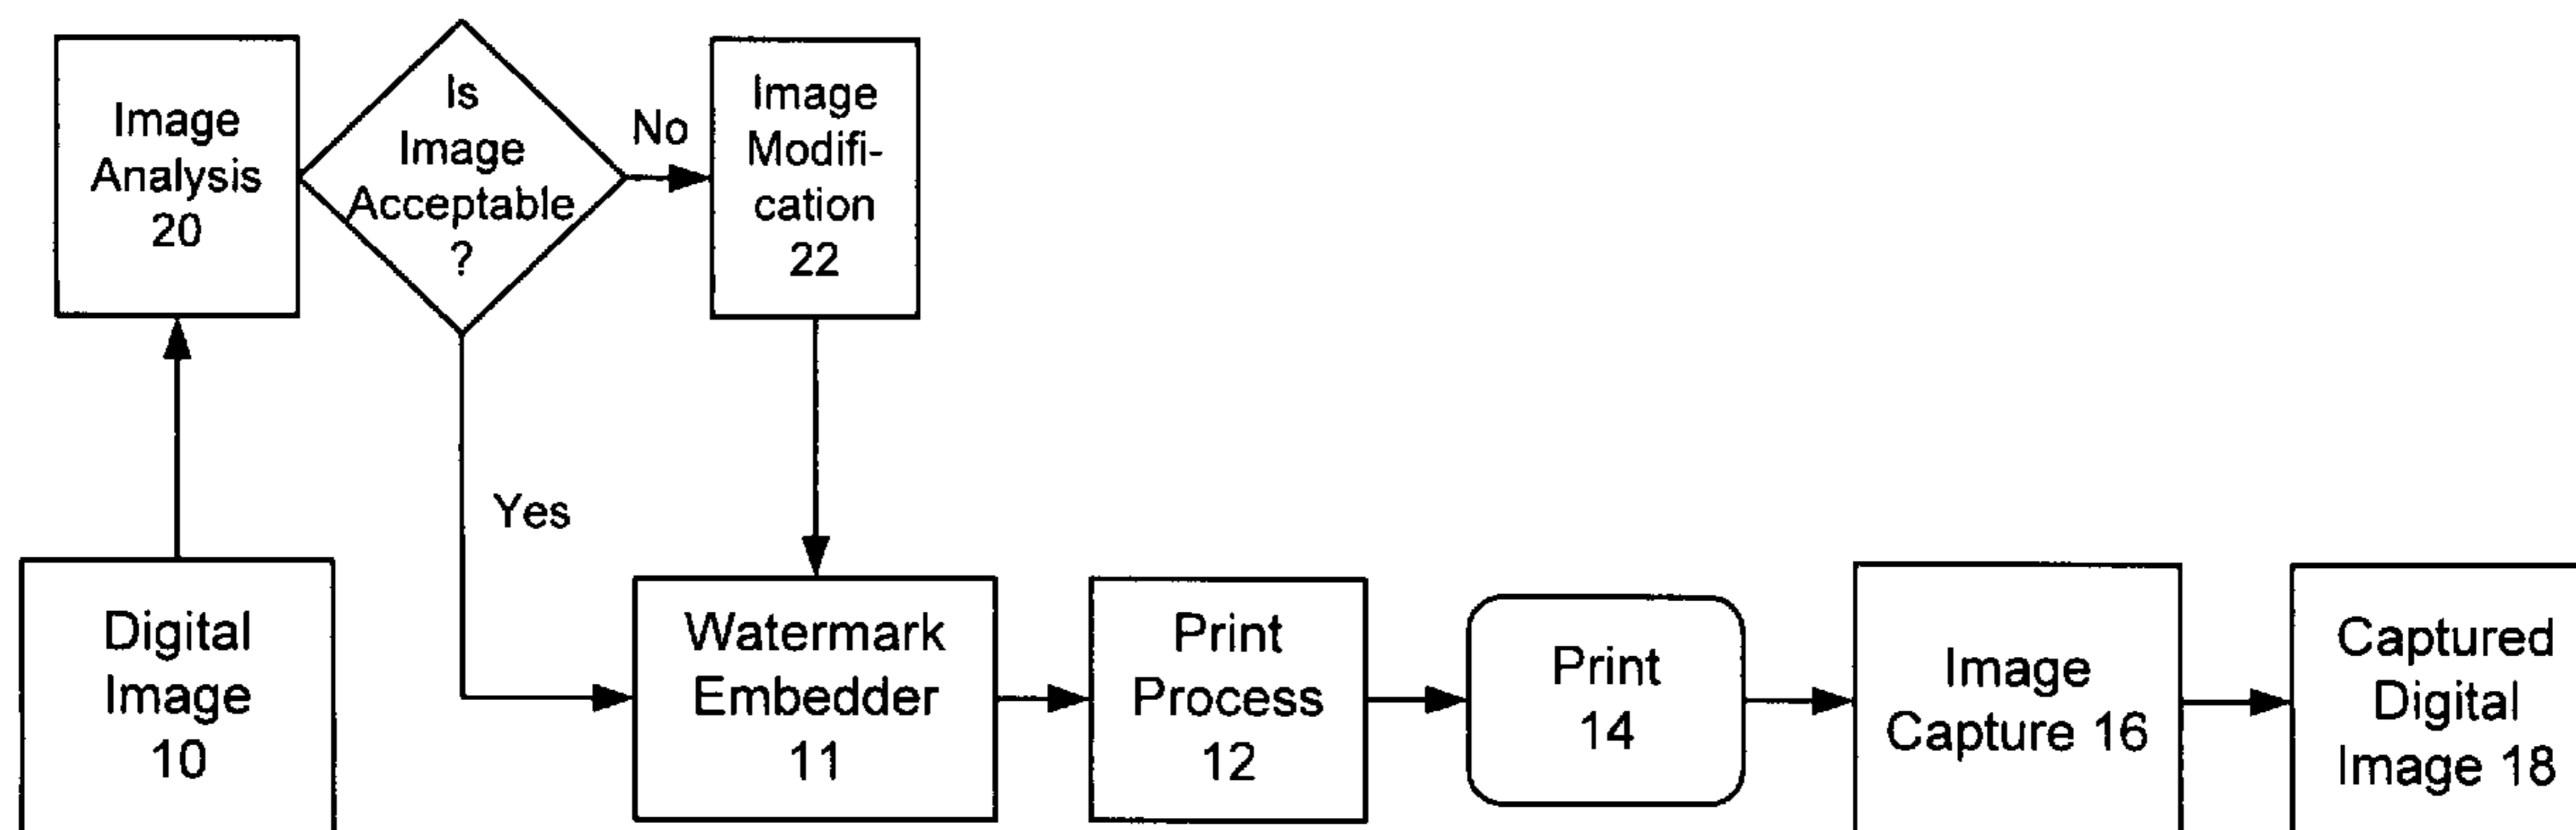 Image
Analysis
20
Is
Image
Acceptable
?
No
Image
Modifi-
cation
22
Yes
Digital
Image
10
Watermark
Embedder
11
Print
Process
12
Print
14
Image
Capture 16
Captured
Digital
Image 18